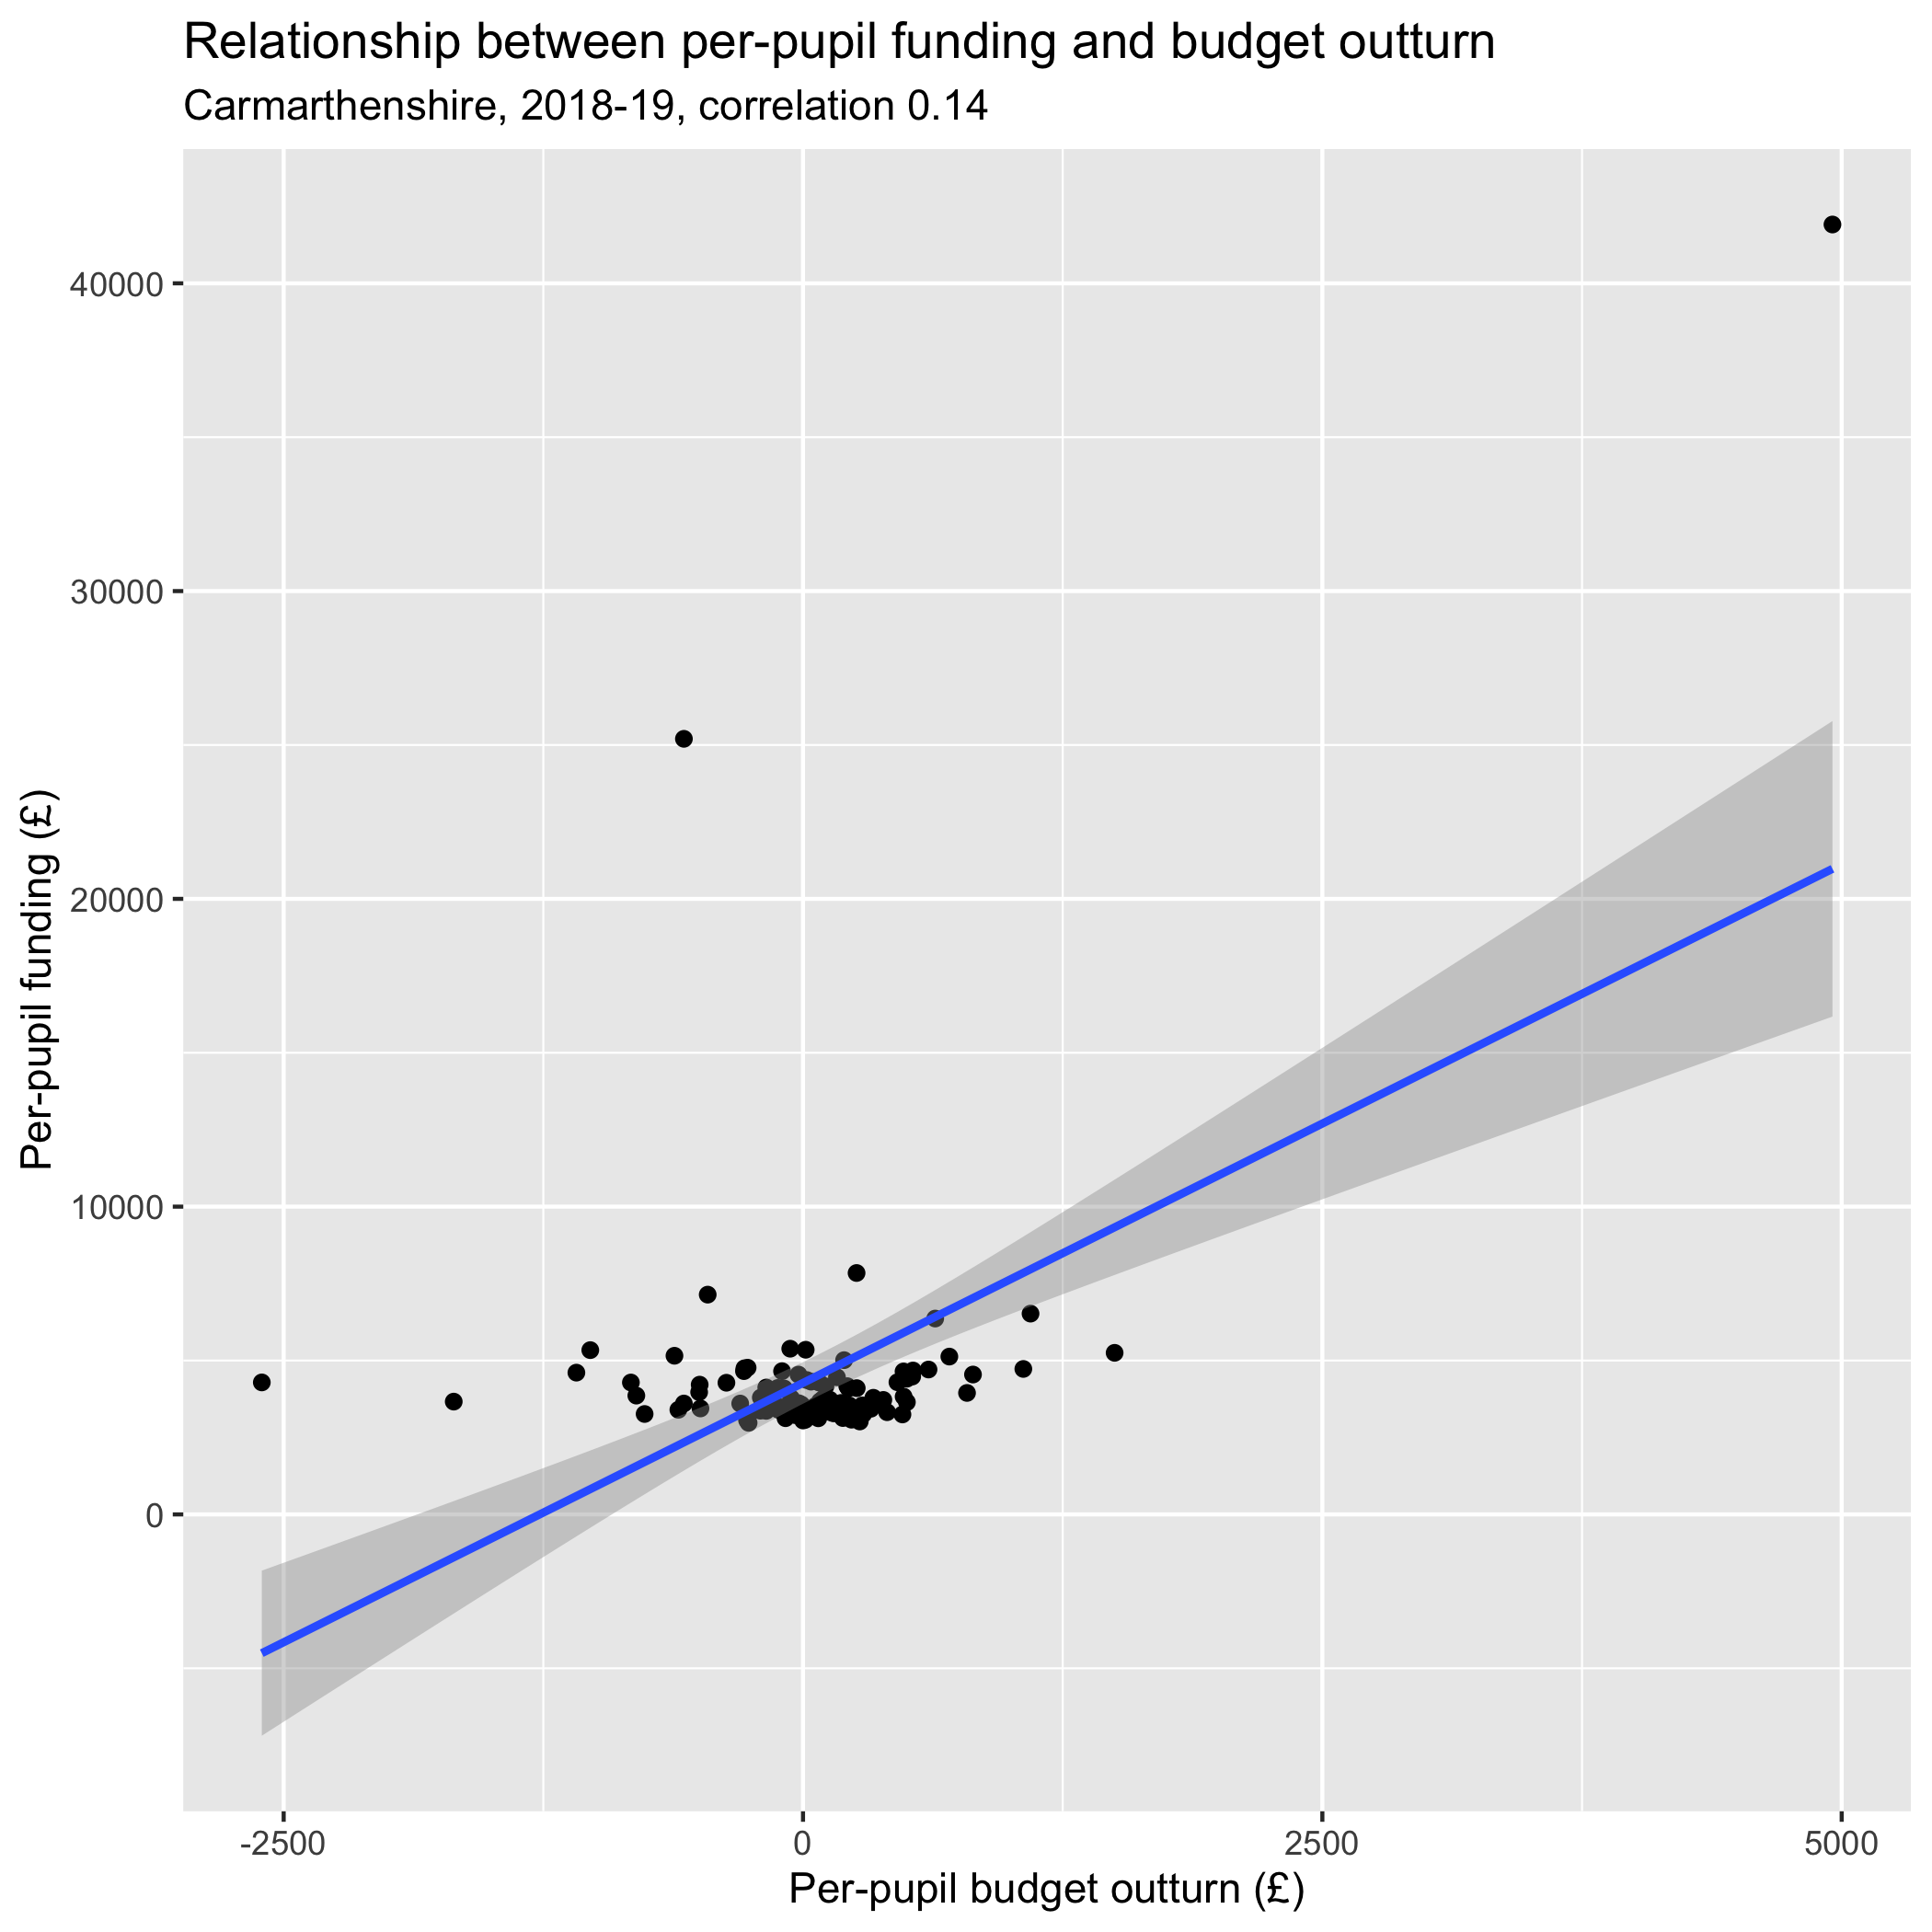 Relationship between per-pupil funding and budget outturn
Carmarthenshire, 2018-19, correlation 0.14
40000
30000
20000
10000
0
Per-pupil funding (£)
-2500
0
2500
5000
Per-pupil budget outturn (£)